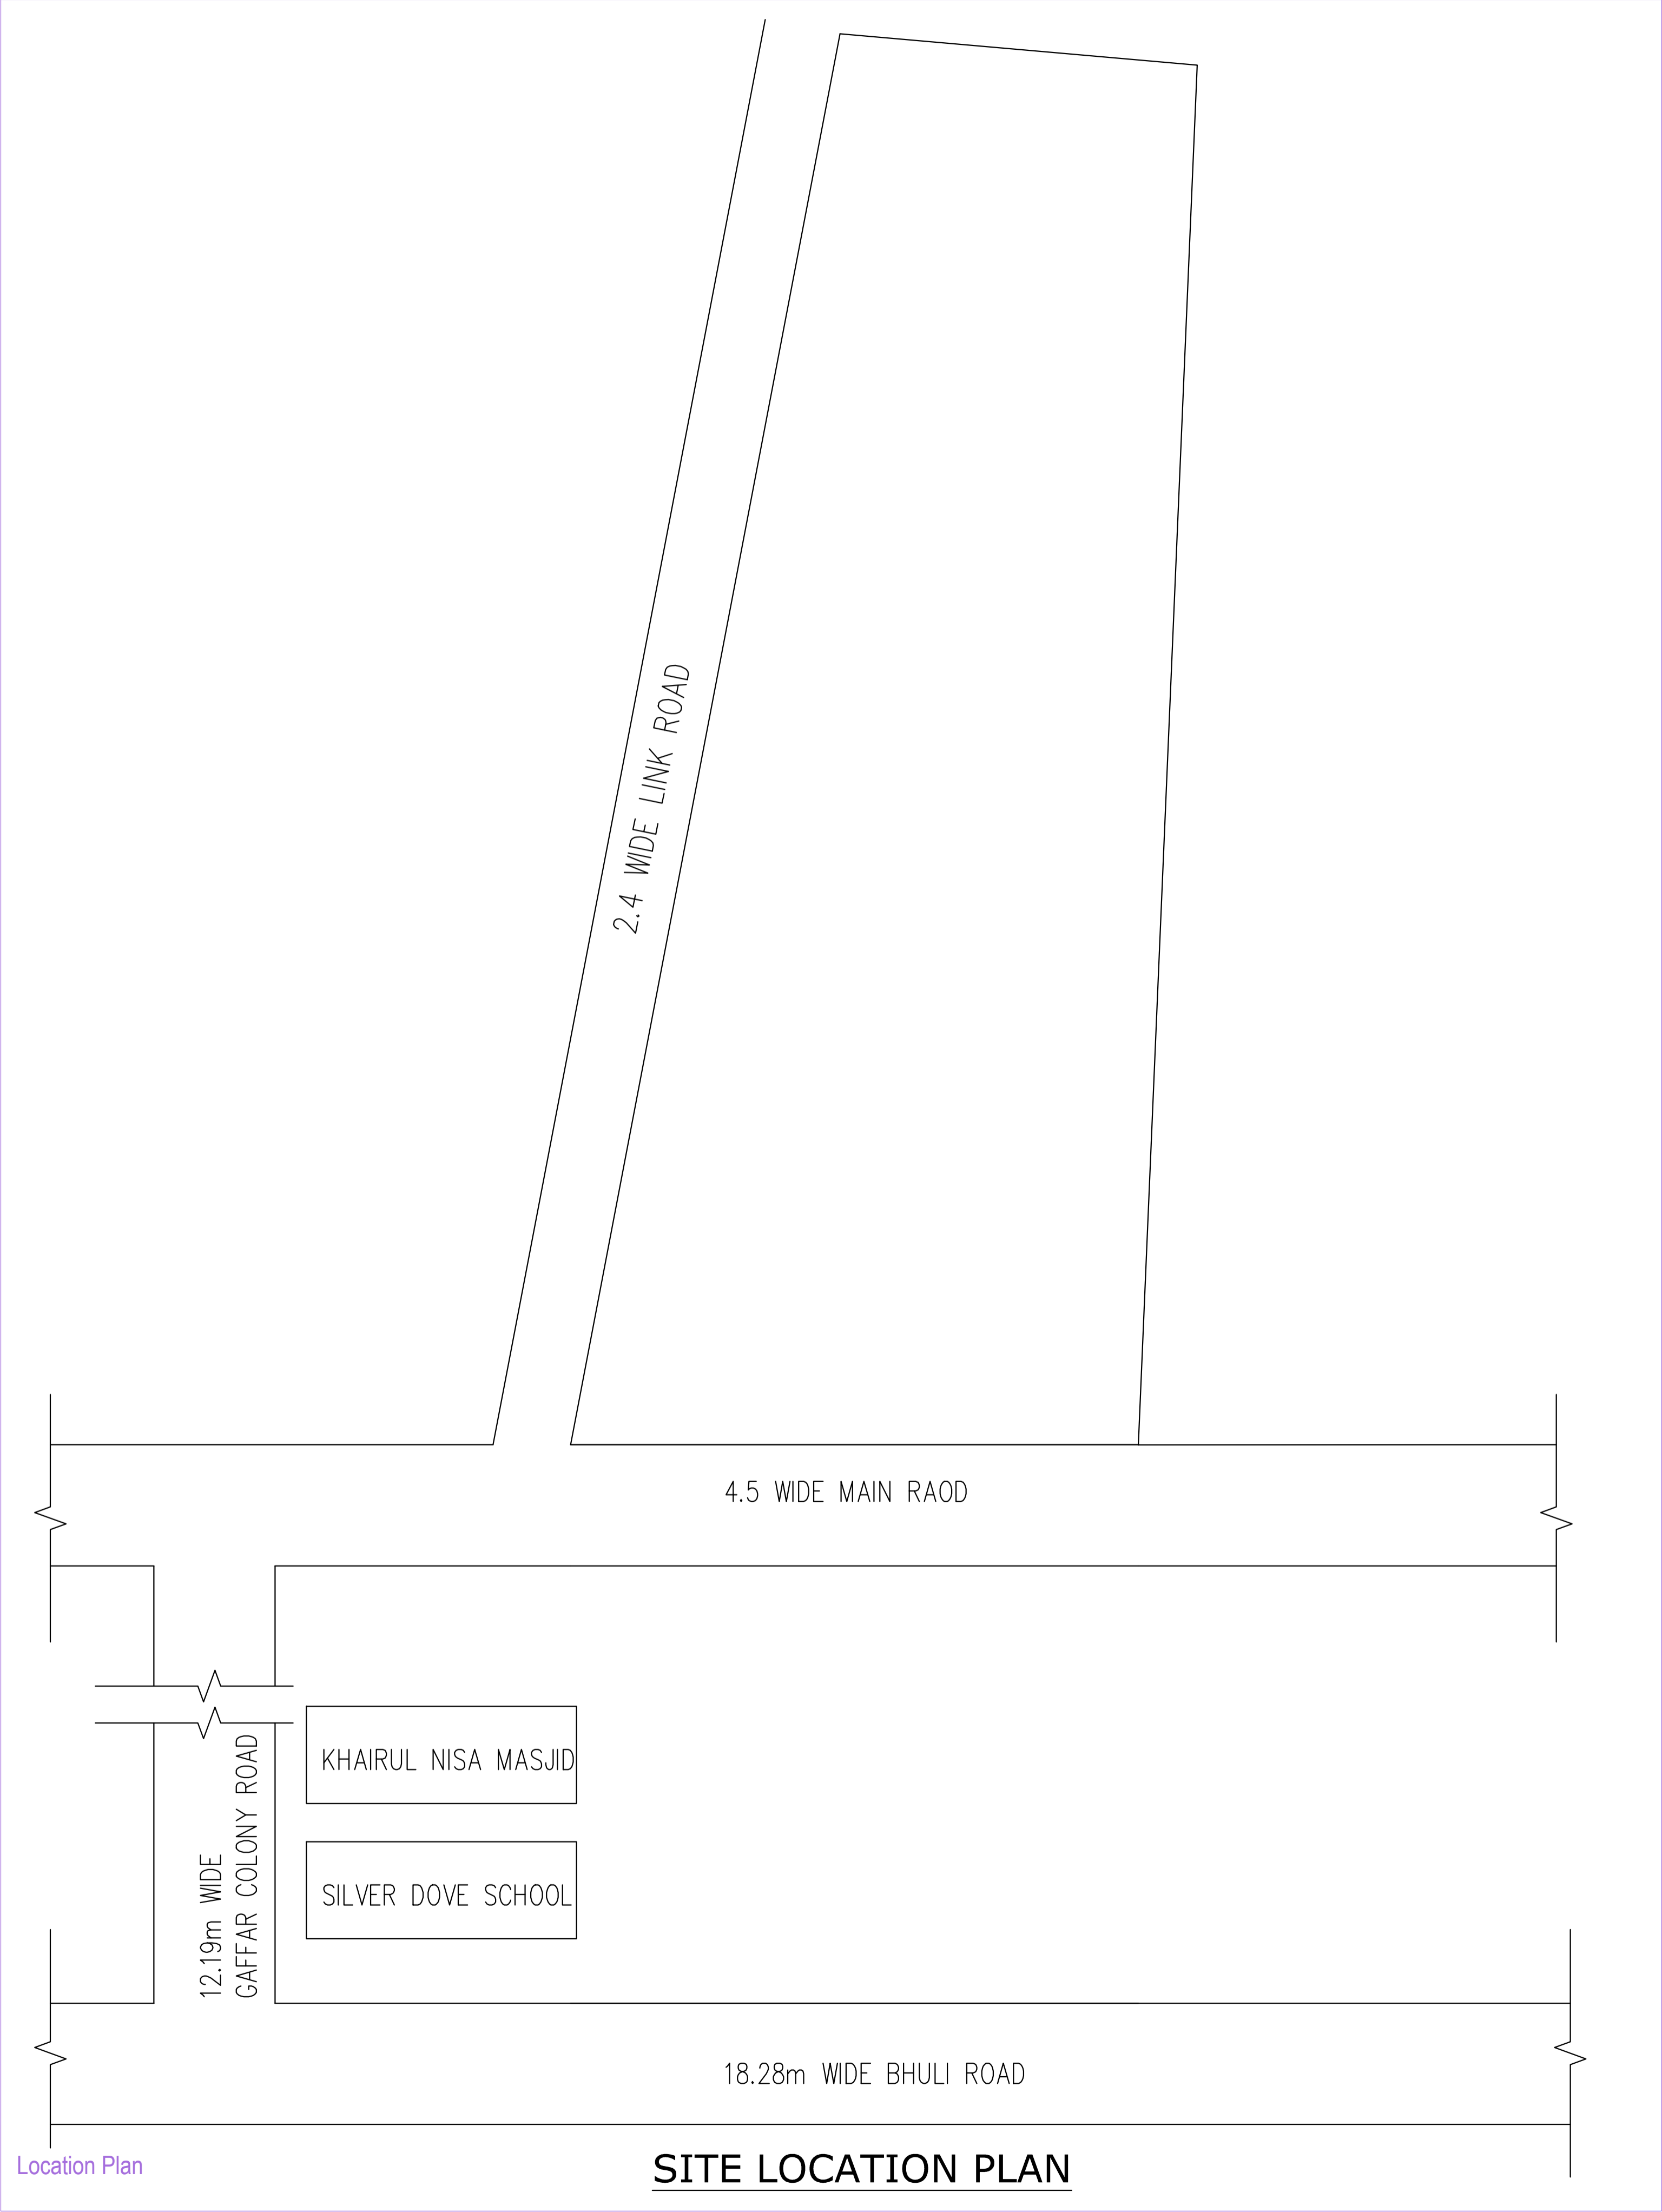 2.4 WIDE LINK ROAD
4.5 WIDE MAIN RAOD
KHAIRUL NISA MASJID
12.19m WIDE
GAFFAR COLONY ROAD
SILVER DOVE SCHOOL
18.28m WIDE BHULI ROAD
SITE LOCATION PLAN
Location Plan